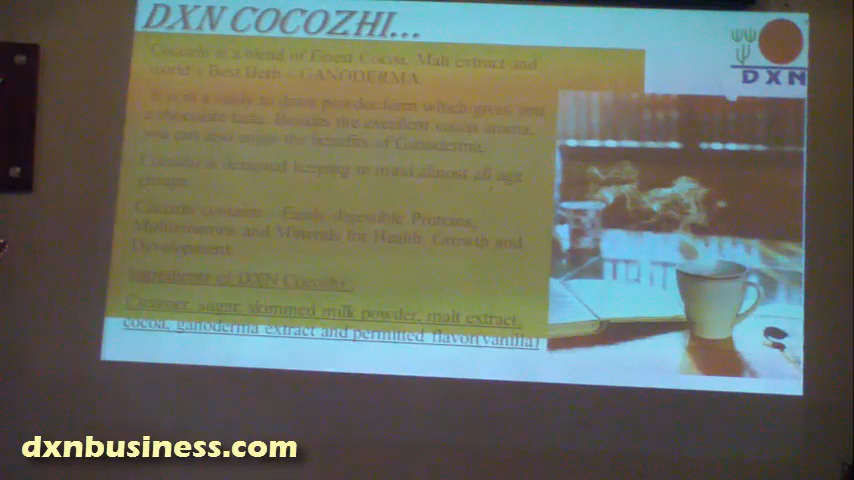 DXN COCOZHI...
DXN
Cocozhi is a blend of Finest Cocoa, Malt extract and
World's Best Herb – GANODERMA.
It is in a ready to drink powder form which gives you
a chocolate taste. Besides the excellent cocoa aroma,
you can also enjoy the benefits of Ganoderma.
Cocozhi is designed keeping in mind almost all age
groups.
Cocozhi contains – Easily digestible Proteins,
Multivitamins and Minerals for Health, Growth and
Development.
Ingredients of DXN Cocozhi:
Creamer, sugar, skimmed milk powder, malt extract,
cocoa, ganoderma extract and permitted flavor(vanilla)
dxnbusiness.com